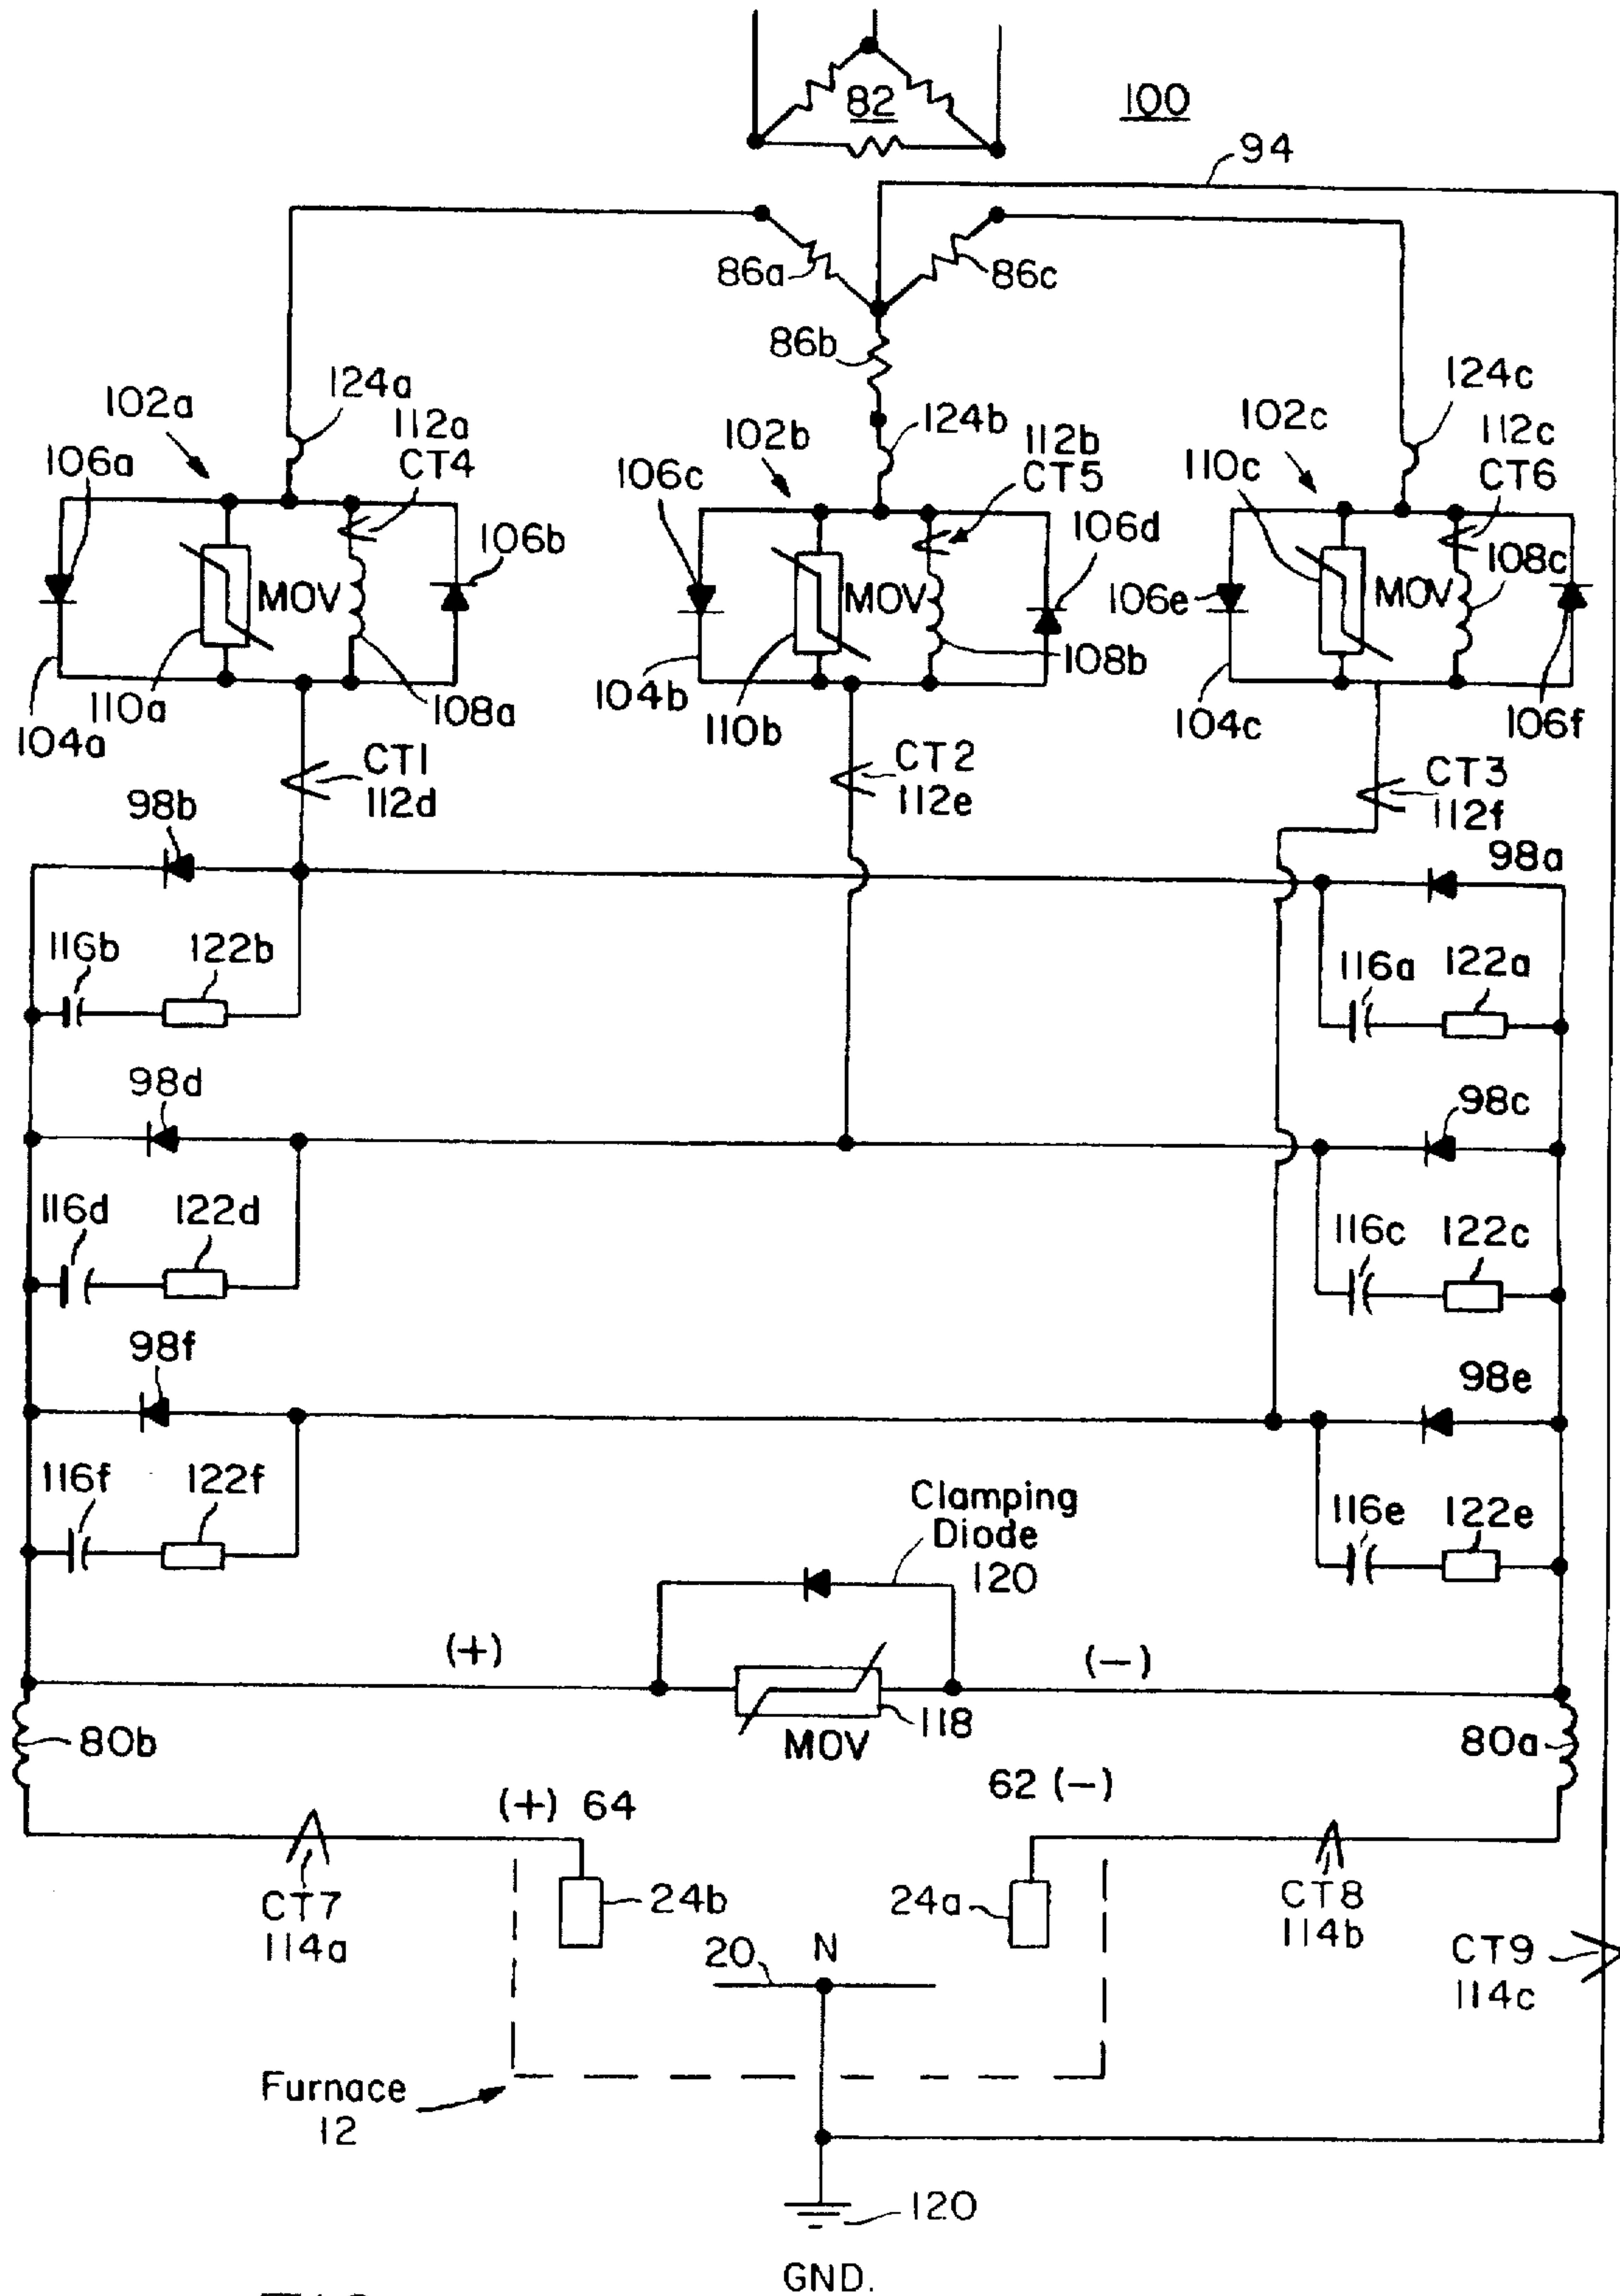 82
100
94
86a
86c
86b
124a
102a
112a
CT4
106a
106b
MOV
104a
110a
108a
124b
102b
112b
CT5
106c
106d
MOV
104b
110b
108b
124c
102c
112c
CT6
110c
106e
108c
MOV
104c
106f
CT1
112d
CT2
112e
CT3
112f
98b
98a
116b
122b
116a
122a
98d
98c
116d
122d
116c
122c
98f
98e
116f
122f
116e
122e
Clamping
Diode
120
(+)
(-)
118
MOV
80b
80a
(+) 64
62 (-)
CT7
114a
24b
24a
CT8
114b
20
N
CT9
114c
Furnace
12
120
GND.